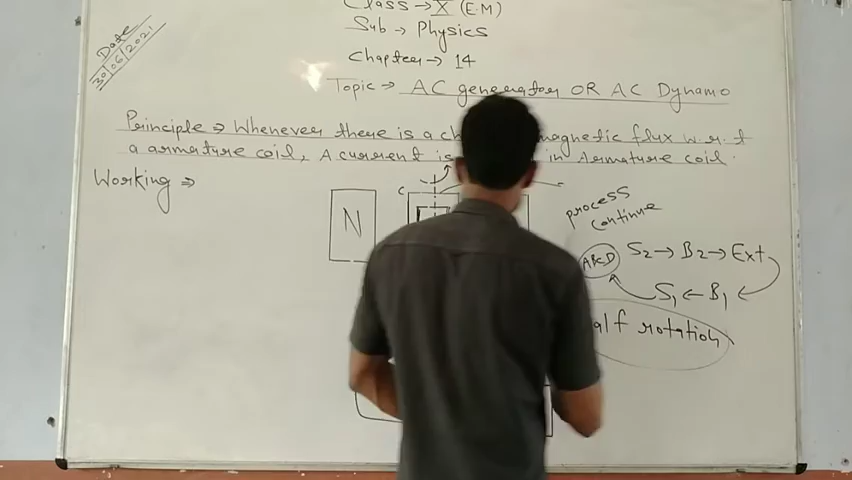 Class → X (E.M)
Sub → Physics
Chapter → 14
Topic → AC generator OR AC Dynamo
Date
30/06/2021
Principle → Whenever there is a magnetic flux w.r.t
a armature coil, A current is in Armature coil.
Working ⇒
C
N
process
continue
ABCD S2 → B2 → Ext
S1 ← B1
alf rotation